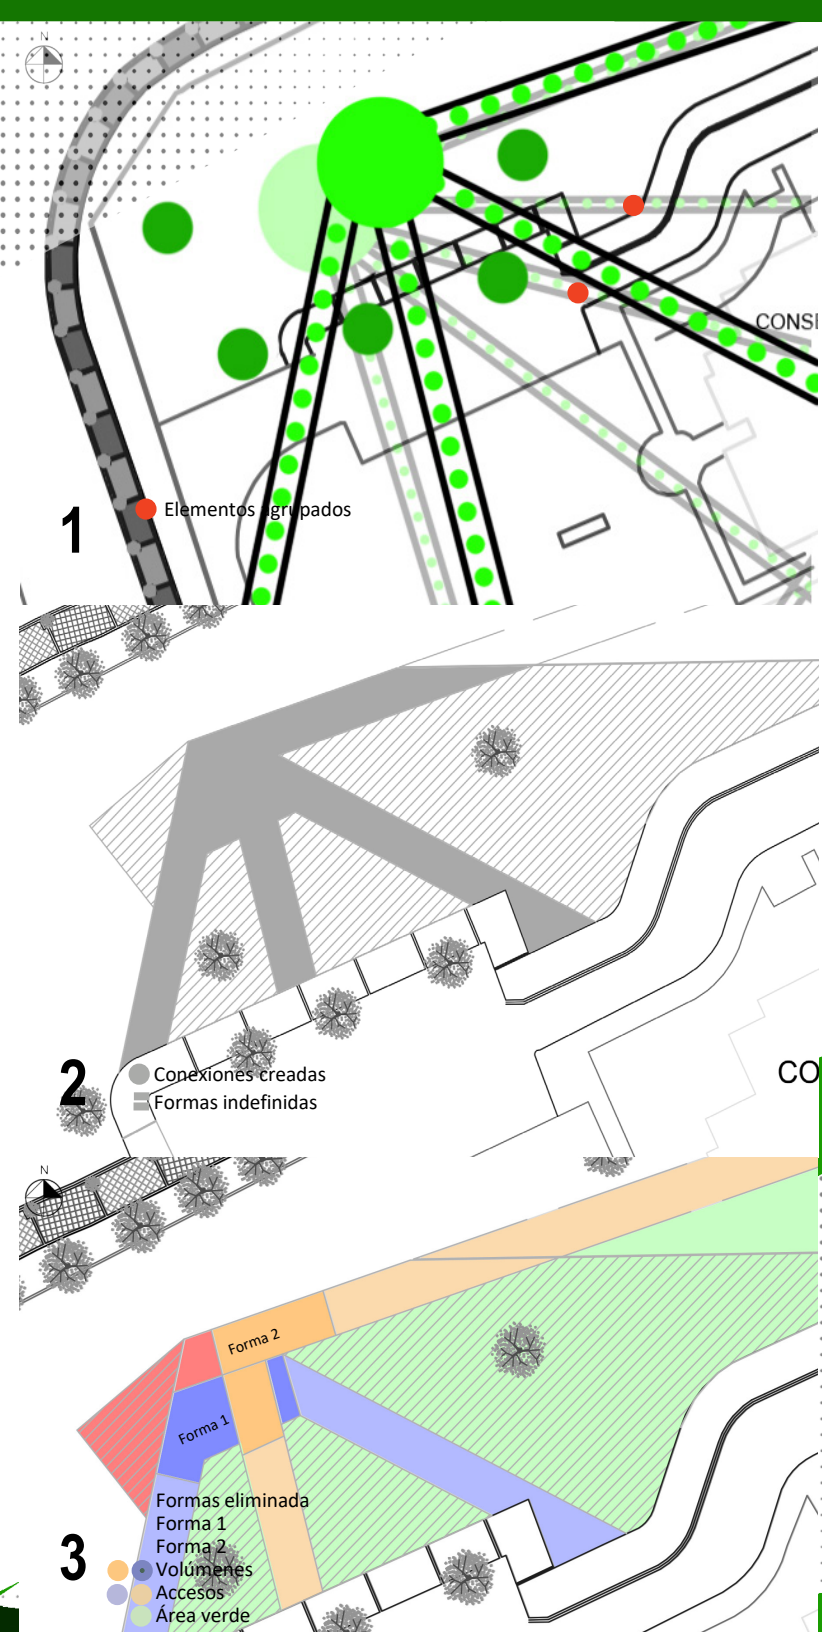 N
CONSE
1
Elementos agrupados
2
Conexiones creadas
Formas indefinidas
CO
N
Forma 2
Forma 1
Formas eliminada
Forma 1
Forma 2
3
Volúmenes
Accesos
Área verde